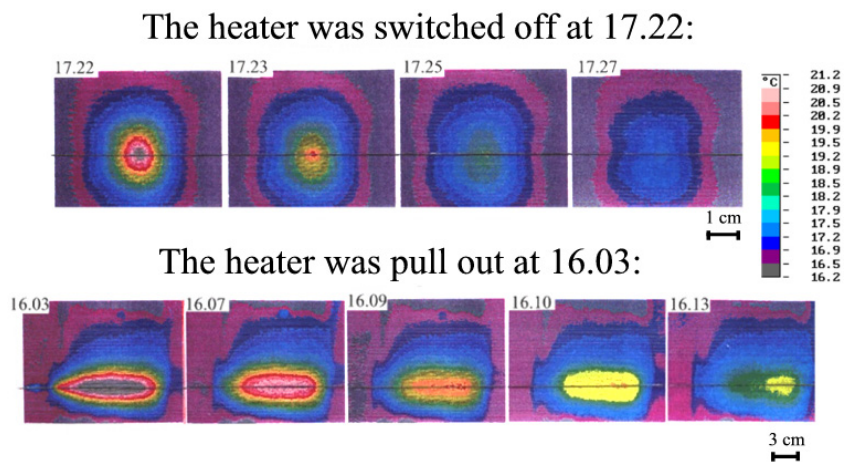 The heater was switched off at 17.22:
17.22 17.23 17.25 17.27
°C
21.2
20.9
20.5
20.2
19.9
19.5
19.2
18.9
18.5
18.2
17.9
17.5
17.2
16.9
16.5
16.2
1 cm
The heater was pull out at 16.03:
16.03 16.07 16.09 16.10 16.13
3 cm